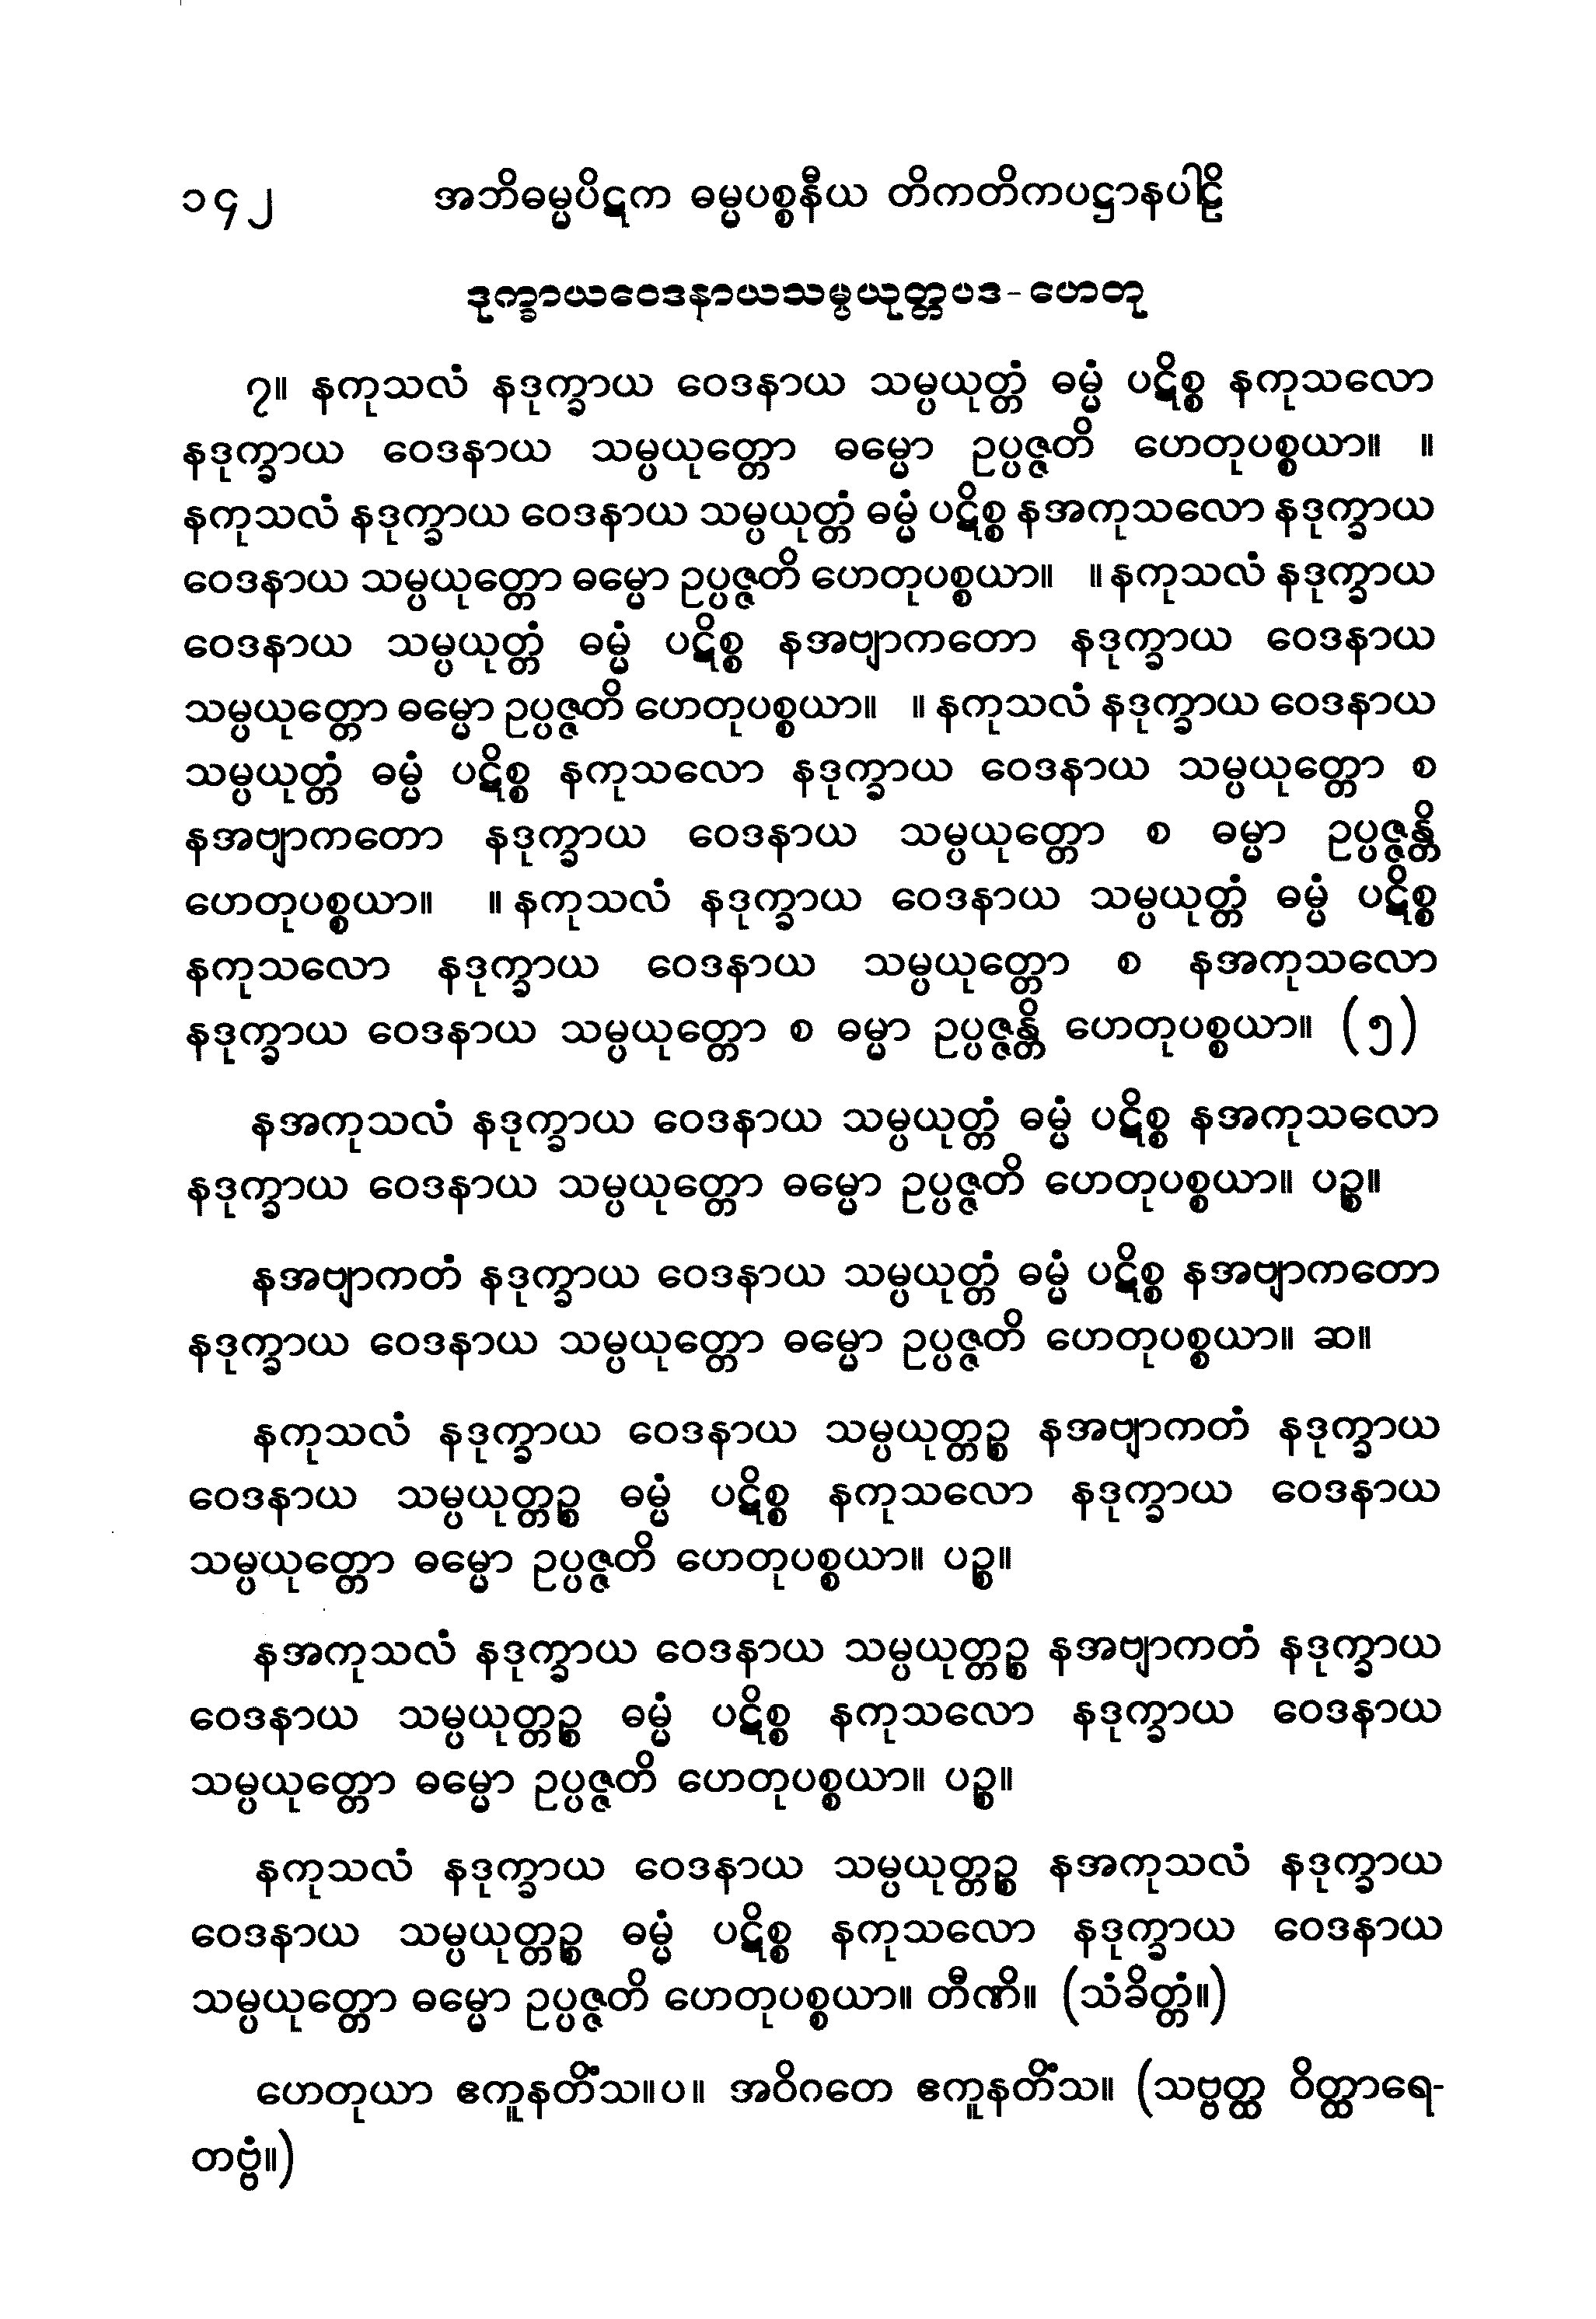 ၁၄၂ အဘိဓမ္မပိဋက ဓမ္မပစ္စနီယ တိကတိကပဋ္ဌာနပါဠိ
ဒုက္ခာယဝေဒနာယသမ္ပယုတ္တပဒ-ဟေတု
၇။ နကုသလံ နဒုက္ခာယ ဝေဒနာယ သမ္ပယုတ္တံ ဓမ္မံ ပဋိစ္စ နကုသလော
နဒုက္ခာယ ဝေဒနာယ သမ္ပယုတ္တော ဓမ္မော ဥပ္ပဇ္ဇတိ ဟေတုပစ္စယာ။ ။
နကုသလံ နဒုက္ခာယ ဝေဒနာယ သမ္ပယုတ္တံ ဓမ္မံ ပဋိစ္စ နအကုသလော နဒုက္ခာယ
ဝေဒနာယ သမ္ပယုတ္တော ဓမ္မော ဥပ္ပဇ္ဇတိ ဟေတုပစ္စယာ။ ။ နကုသလံ နဒုက္ခာယ
ဝေဒနာယ သမ္ပယုတ္တံ ဓမ္မံ ပဋိစ္စ နအဗျာကတော နဒုက္ခာယ ဝေဒနာယ
သမ္ပယုတ္တော ဓမ္မော ဥပ္ပဇ္ဇတိ ဟေတုပစ္စယာ။ ။ နကုသလံ နဒုက္ခာယ ဝေဒနာယ
သမ္ပယုတ္တံ ဓမ္မံ ပဋိစ္စ နကုသလော နဒုက္ခာယ ဝေဒနာယ သမ္ပယုတ္တော စ
နအဗျာကတော နဒုက္ခာယ ဝေဒနာယ သမ္ပယုတ္တော စ ဓမ္မာ ဥပ္ပဇ္ဇန္တိ
ဟေတုပစ္စယာ။ ။ နကုသလံ နဒုက္ခာယ ဝေဒနာယ သမ္ပယုတ္တံ ဓမ္မံ ပဋိစ္စ
နကုသလော နဒုက္ခာယ ဝေဒနာယ သမ္ပယုတ္တော စ နအကုသလော
နဒုက္ခာယ ဝေဒနာယ သမ္ပယုတ္တော စ ဓမ္မာ ဥပ္ပဇ္ဇန္တိ ဟေတုပစ္စယာ။ (၅)
နအကုသလံ နဒုက္ခာယ ဝေဒနာယ သမ္ပယုတ္တံ ဓမ္မံ ပဋိစ္စ နအကုသလော
နဒုက္ခာယ ဝေဒနာယ သမ္ပယုတ္တော ဓမ္မော ဥပ္ပဇ္ဇတိ ဟေတုပစ္စယာ။ ပဉ္စ။
နအဗျာကတံ နဒုက္ခာယ ဝေဒနာယ သမ္ပယုတ္တံ ဓမ္မံ ပဋိစ္စ နအဗျာကတော
နဒုက္ခာယ ဝေဒနာယ သမ္ပယုတ္တော ဓမ္မော ဥပ္ပဇ္ဇတိ ဟေတုပစ္စယာ။ ဆ။
နကုသလံ နဒုက္ခာယ ဝေဒနာယ သမ္ပယုတ္တဉ္စ နအဗျာကတံ နဒုက္ခာယ
ဝေဒနာယ သမ္ပယုတ္တဉ္စ ဓမ္မံ ပဋိစ္စ နကုသလော နဒုက္ခာယ ဝေဒနာယ
သမ္ပယုတ္တော ဓမ္မော ဥပ္ပဇ္ဇတိ ဟေတုပစ္စယာ။ ပဉ္စ။
နအကုသလံ နဒုက္ခာယ ဝေဒနာယ သမ္ပယုတ္တဉ္စ နအဗျာကတံ နဒုက္ခာယ
ဝေဒနာယ သမ္ပယုတ္တဉ္စ ဓမ္မံ ပဋိစ္စ နကုသလော နဒုက္ခာယ ဝေဒနာယ
သမ္ပယုတ္တော ဓမ္မော ဥပ္ပဇ္ဇတိ ဟေတုပစ္စယာ။ ပဉ္စ။
နကုသလံ နဒုက္ခာယ ဝေဒနာယ သမ္ပယုတ္တဉ္စ နအကုသလံ နဒုက္ခာယ
ဝေဒနာယ သမ္ပယုတ္တဉ္စ ဓမ္မံ ပဋိစ္စ နကုသလော နဒုက္ခာယ ဝေဒနာယ
သမ္ပယုတ္တော ဓမ္မော ဥပ္ပဇ္ဇတိ ဟေတုပစ္စယာ။ တီဏိ။ (သံခိတ္တံ။)
ဟေတုယာ ဧကူနတိံသ။ပ။ အဝိဂတေ ဧကူနတိံသ။ (သဗ္ဗတ္ထ ဝိတ္ထာရေ-
တဗ္ဗံ။)